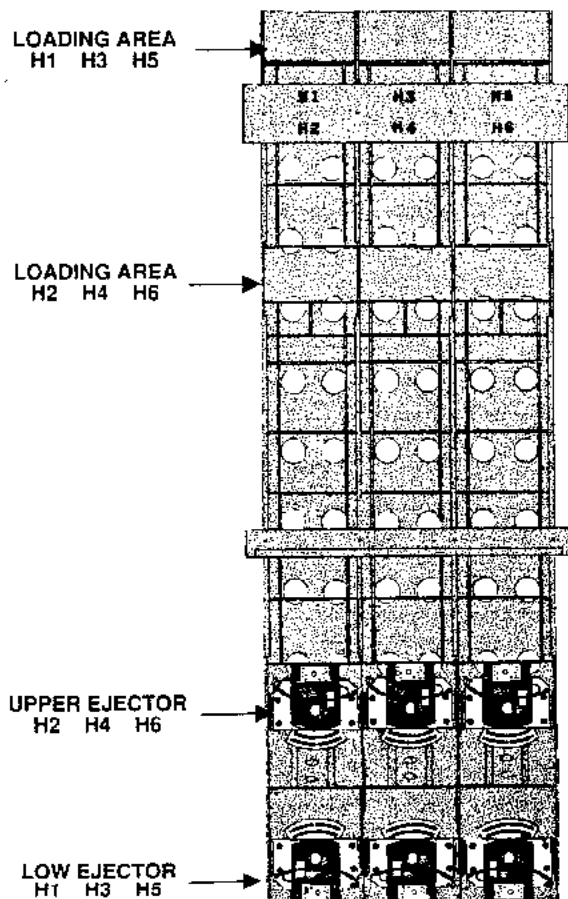 LOADING AREA
H1 H3 H5
H1 H3 H5
H2 H4 H6
LOADING AREA
H2 H4 H6
UPPER EJECTOR
H2 H4 H6
LOW EJECTOR
H1 H3 H5